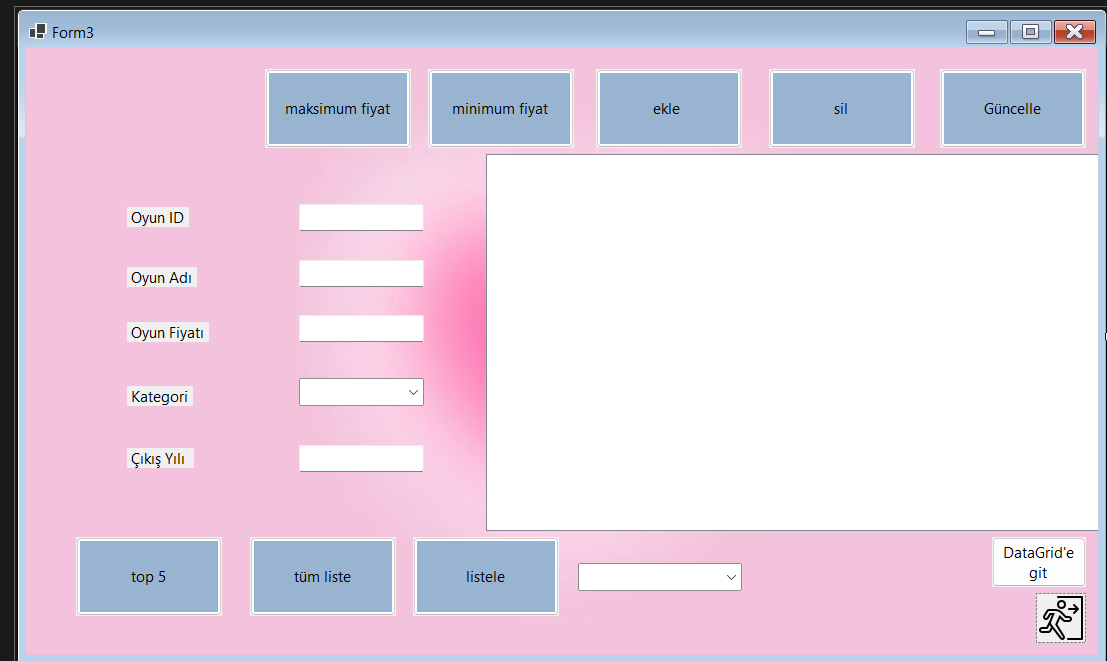 Form3
maksimum fiyat
minimum fiyat
ekle
sil
Güncelle
Oyun ID
Oyun Adı
Oyun Fiyatı
Kategori
Çıkış Yılı
top 5
tüm liste
listele
DataGrid'e
git